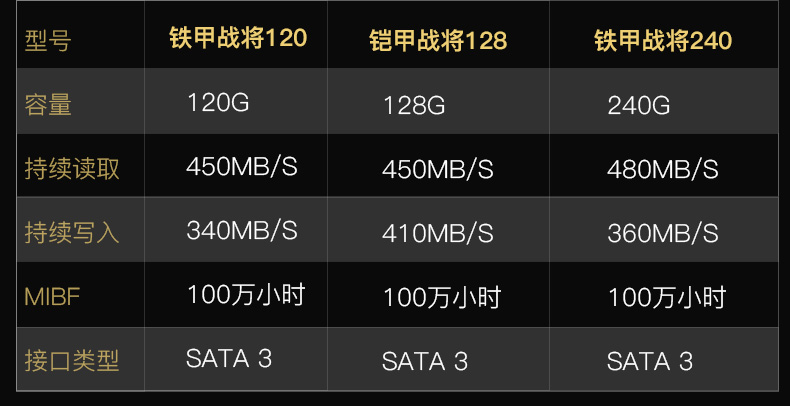 型号 铁甲战将120 铠甲战将128 铁甲战将240
容量 120G 128G 240G
持续读取 450MB/S 450MB/S 480MB/S
持续写入 340MB/S 410MB/S 360MB/S
MIBF 100万小时 100万小时 100万小时
接口类型 SATA 3 SATA 3 SATA 3